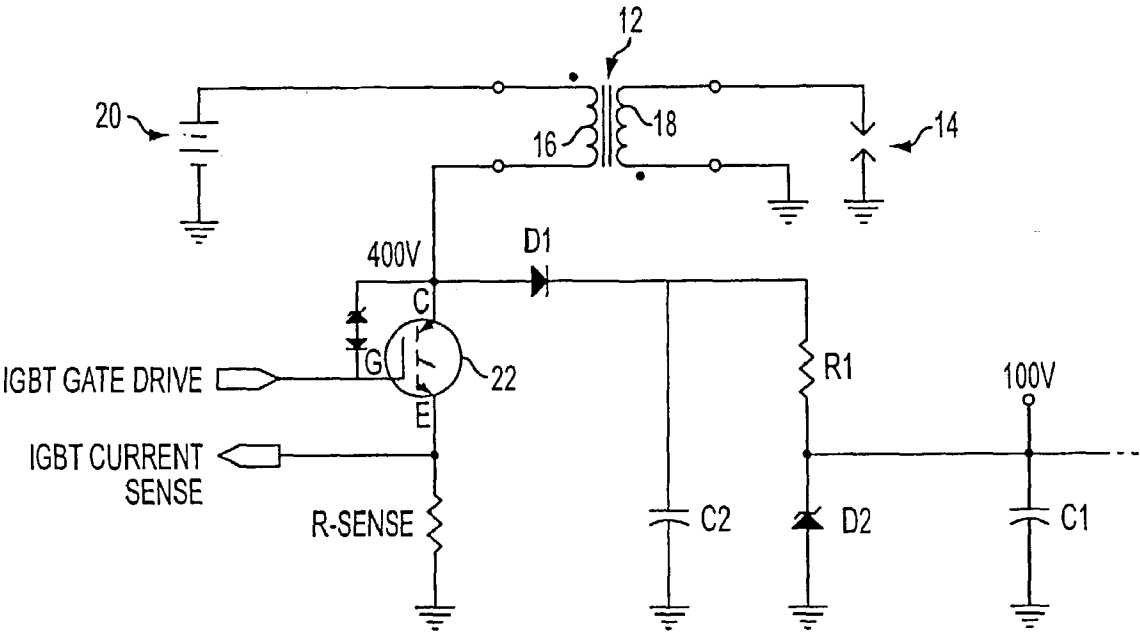 12
20
16
18
14
400V
D1
C
G
22
E
IGBT GATE DRIVE
R1
100V
IGBT CURRENT
SENSE
R-SENSE
C2
D2
C1